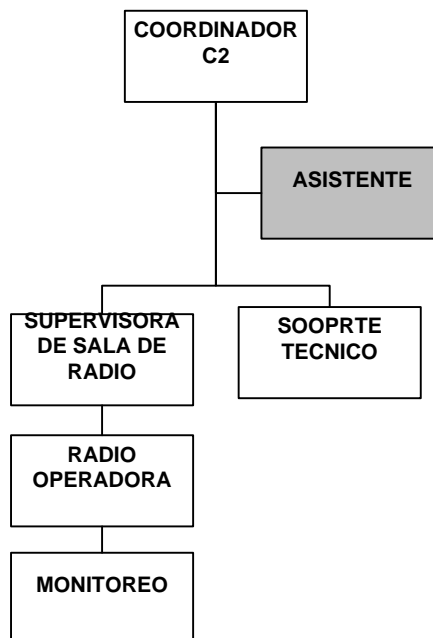 COORDINADOR
C2
ASISTENTE
SUPERVISORA
DE SALA DE
RADIO
SOOPRTE
TECNICO
RADIO
OPERADORA
MONITOREO